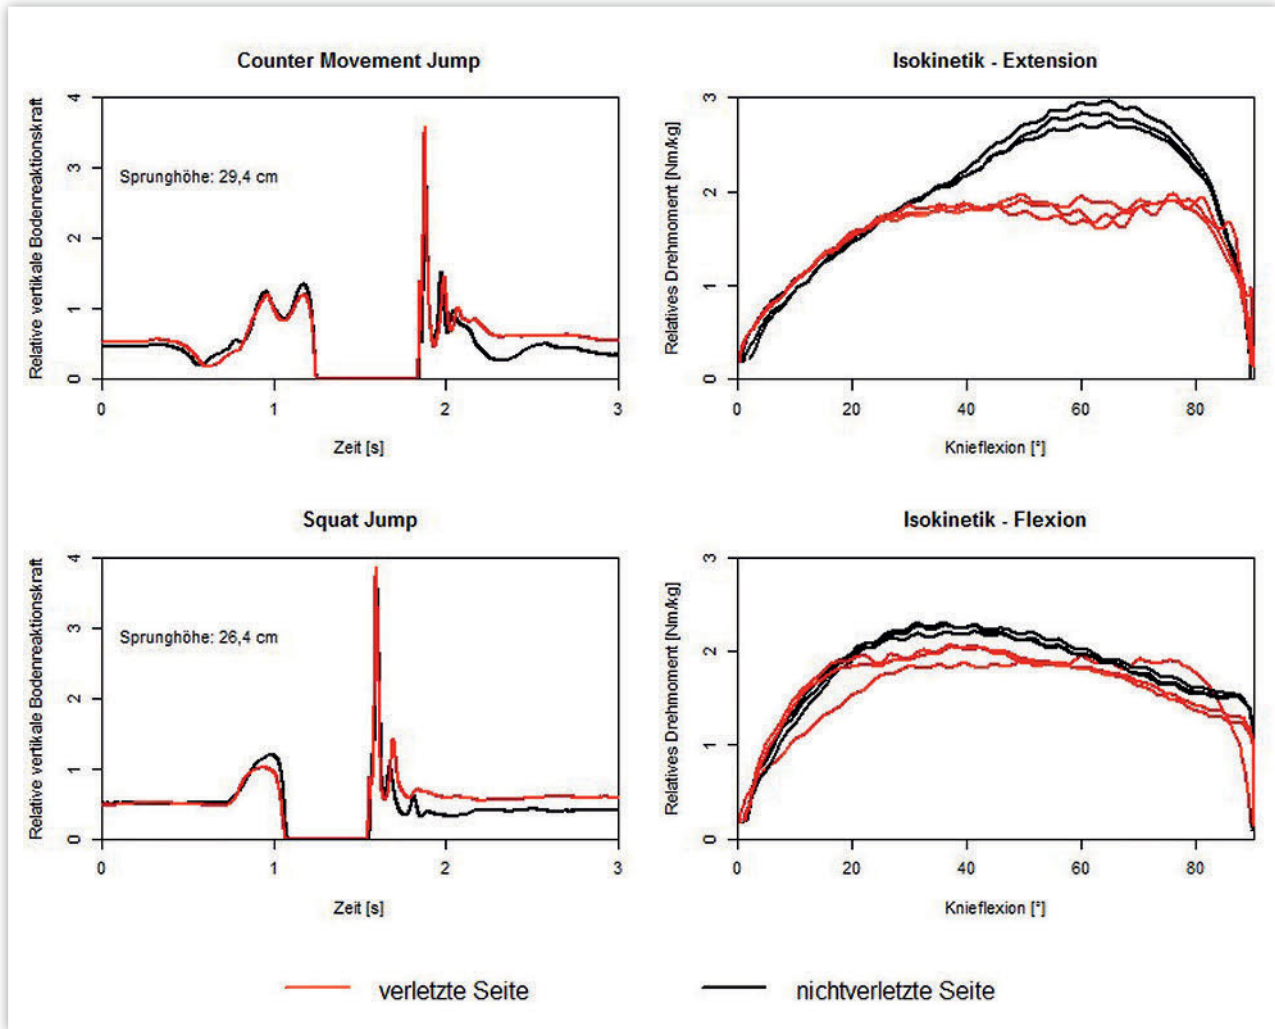 Counter Movement Jump
Relative vertikale Bodenreaktionskraft
4
3
2
1
0
Sprunghöhe: 29,4 cm
0 1 2 3
Zeit [s]
Isokinetik - Extension
Relatives Drehmoment [Nm/kg]
3
2
1
0
0 20 40 60 80
Knieflexion [°]
Squat Jump
Relative vertikale Bodenreaktionskraft
4
3
2
1
0
Sprunghöhe: 26,4 cm
0 1 2 3
Zeit [s]
Isokinetik - Flexion
Relatives Drehmoment [Nm/kg]
3
2
1
0
0 20 40 60 80
Knieflexion [°]
verletzte Seite
nichtverletzte Seite